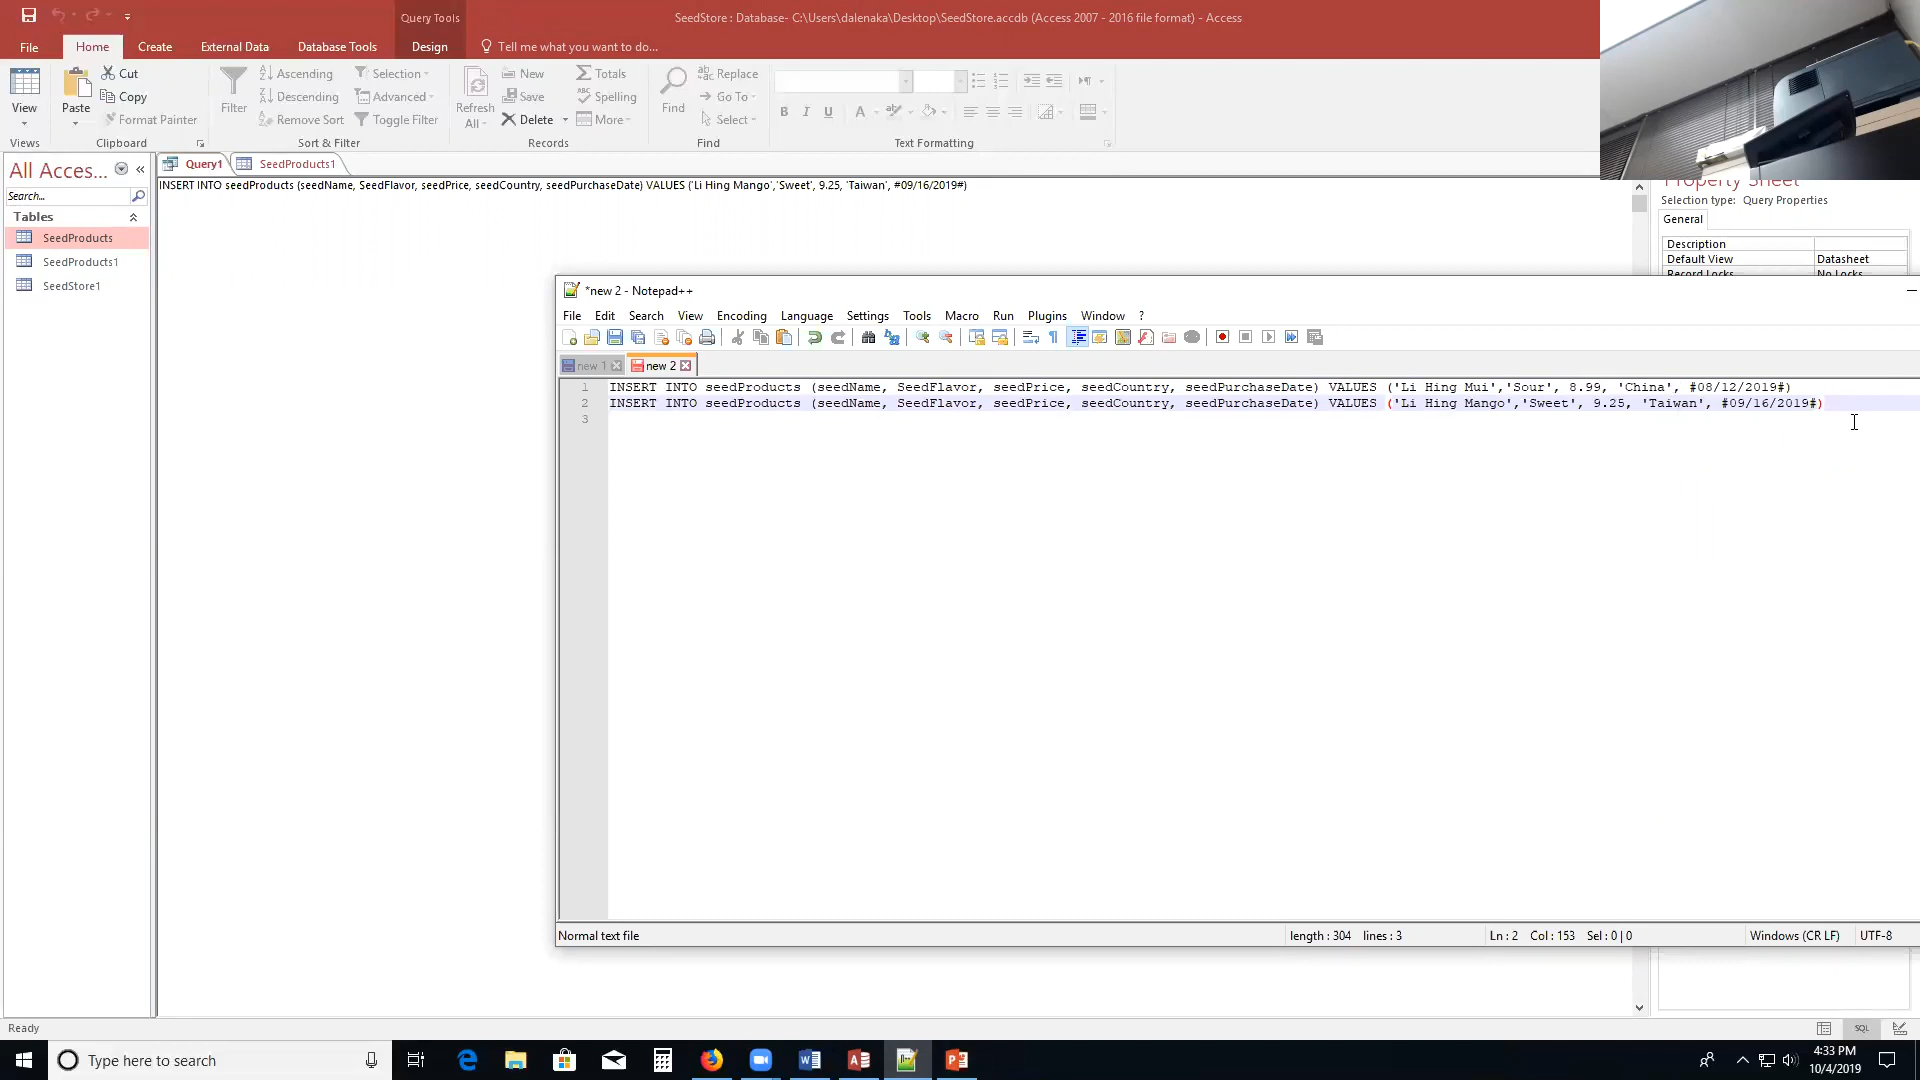 Query Tools
SeedStore : Database- C:\Users\dalenaka\Desktop\SeedStore.accdb (Access 2007 - 2016 file format) - Access
File
Home
Create
External Data
Database Tools
Design
Tell me what you want to do...
View
Paste
Cut
Copy
Format Painter
Filter
Ascending
Descending
Remove Sort
Selection
Advanced
Toggle Filter
Refresh
All
New
Save
Delete
Totals
Spelling
More
Find
Replace
Go To
Select
Views
Clipboard
Sort & Filter
Records
Find
Text Formatting
All Acces...
Search...
Tables
SeedProducts
SeedProducts1
SeedStore1
Query1
SeedProducts1
INSERT INTO seedProducts (seedName, SeedFlavor, seedPrice, seedCountry, seedPurchaseDate) VALUES ('Li Hing Mango','Sweet', 9.25, 'Taiwan', #09/16/2019#)
Property Sheet
Selection type: Query Properties
General
Description
Default View Datasheet
Record Locks No Locks
*new 2 - Notepad++
File Edit Search View Encoding Language Settings Tools Macro Run Plugins Window ?
new 1
new 2
1 INSERT INTO seedProducts (seedName, SeedFlavor, seedPrice, seedCountry, seedPurchaseDate) VALUES ('Li Hing Mui','Sour', 8.99, 'China', #08/12/2019#)
2 INSERT INTO seedProducts (seedName, SeedFlavor, seedPrice, seedCountry, seedPurchaseDate) VALUES ('Li Hing Mango','Sweet', 9.25, 'Taiwan', #09/16/2019#)
3
Normal text file
length : 304 lines : 3
Ln : 2 Col : 153 Sel : 0 | 0
Windows (CR LF)
UTF-8
Ready
SQL
Type here to search
4:33 PM
10/4/2019